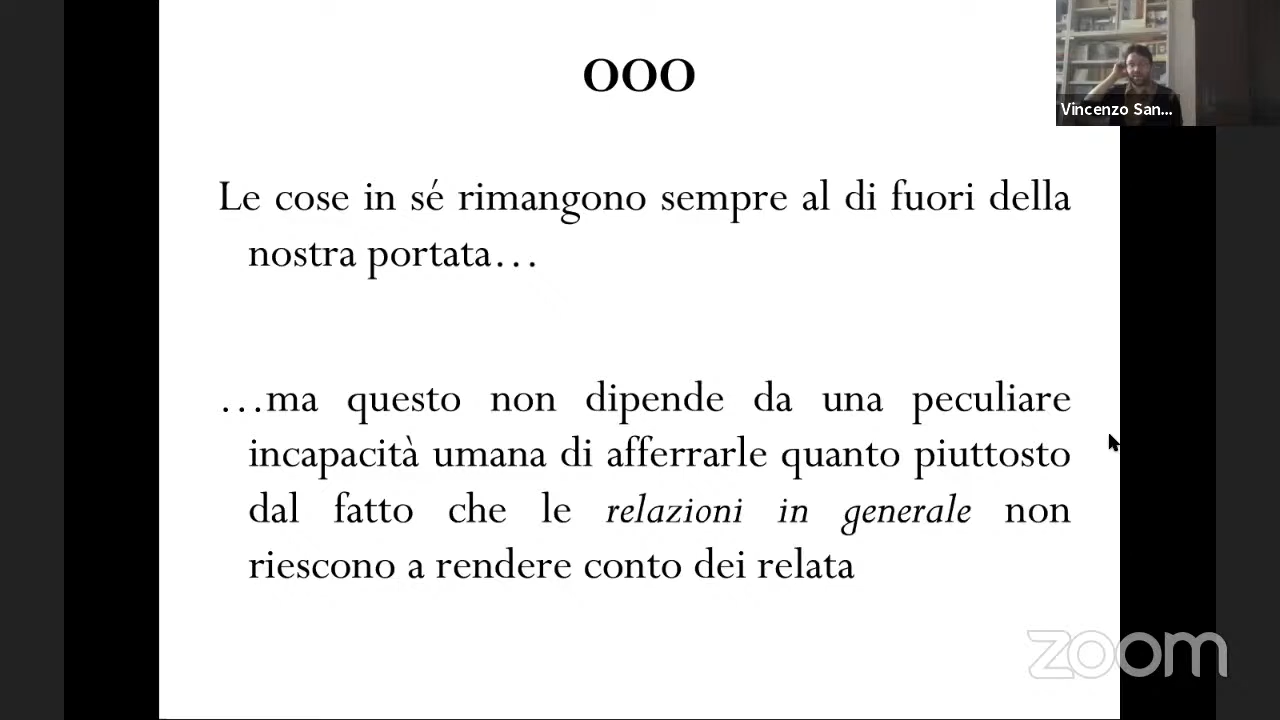 OOO
Vincenzo San...
Le cose in sé rimangono sempre al di fuori della
nostra portata…
…ma questo non dipende da una peculiare
incapacità umana di afferrarle quanto piuttosto
dal fatto che le relazioni in generale non
riescono a rendere conto dei relata
zoom